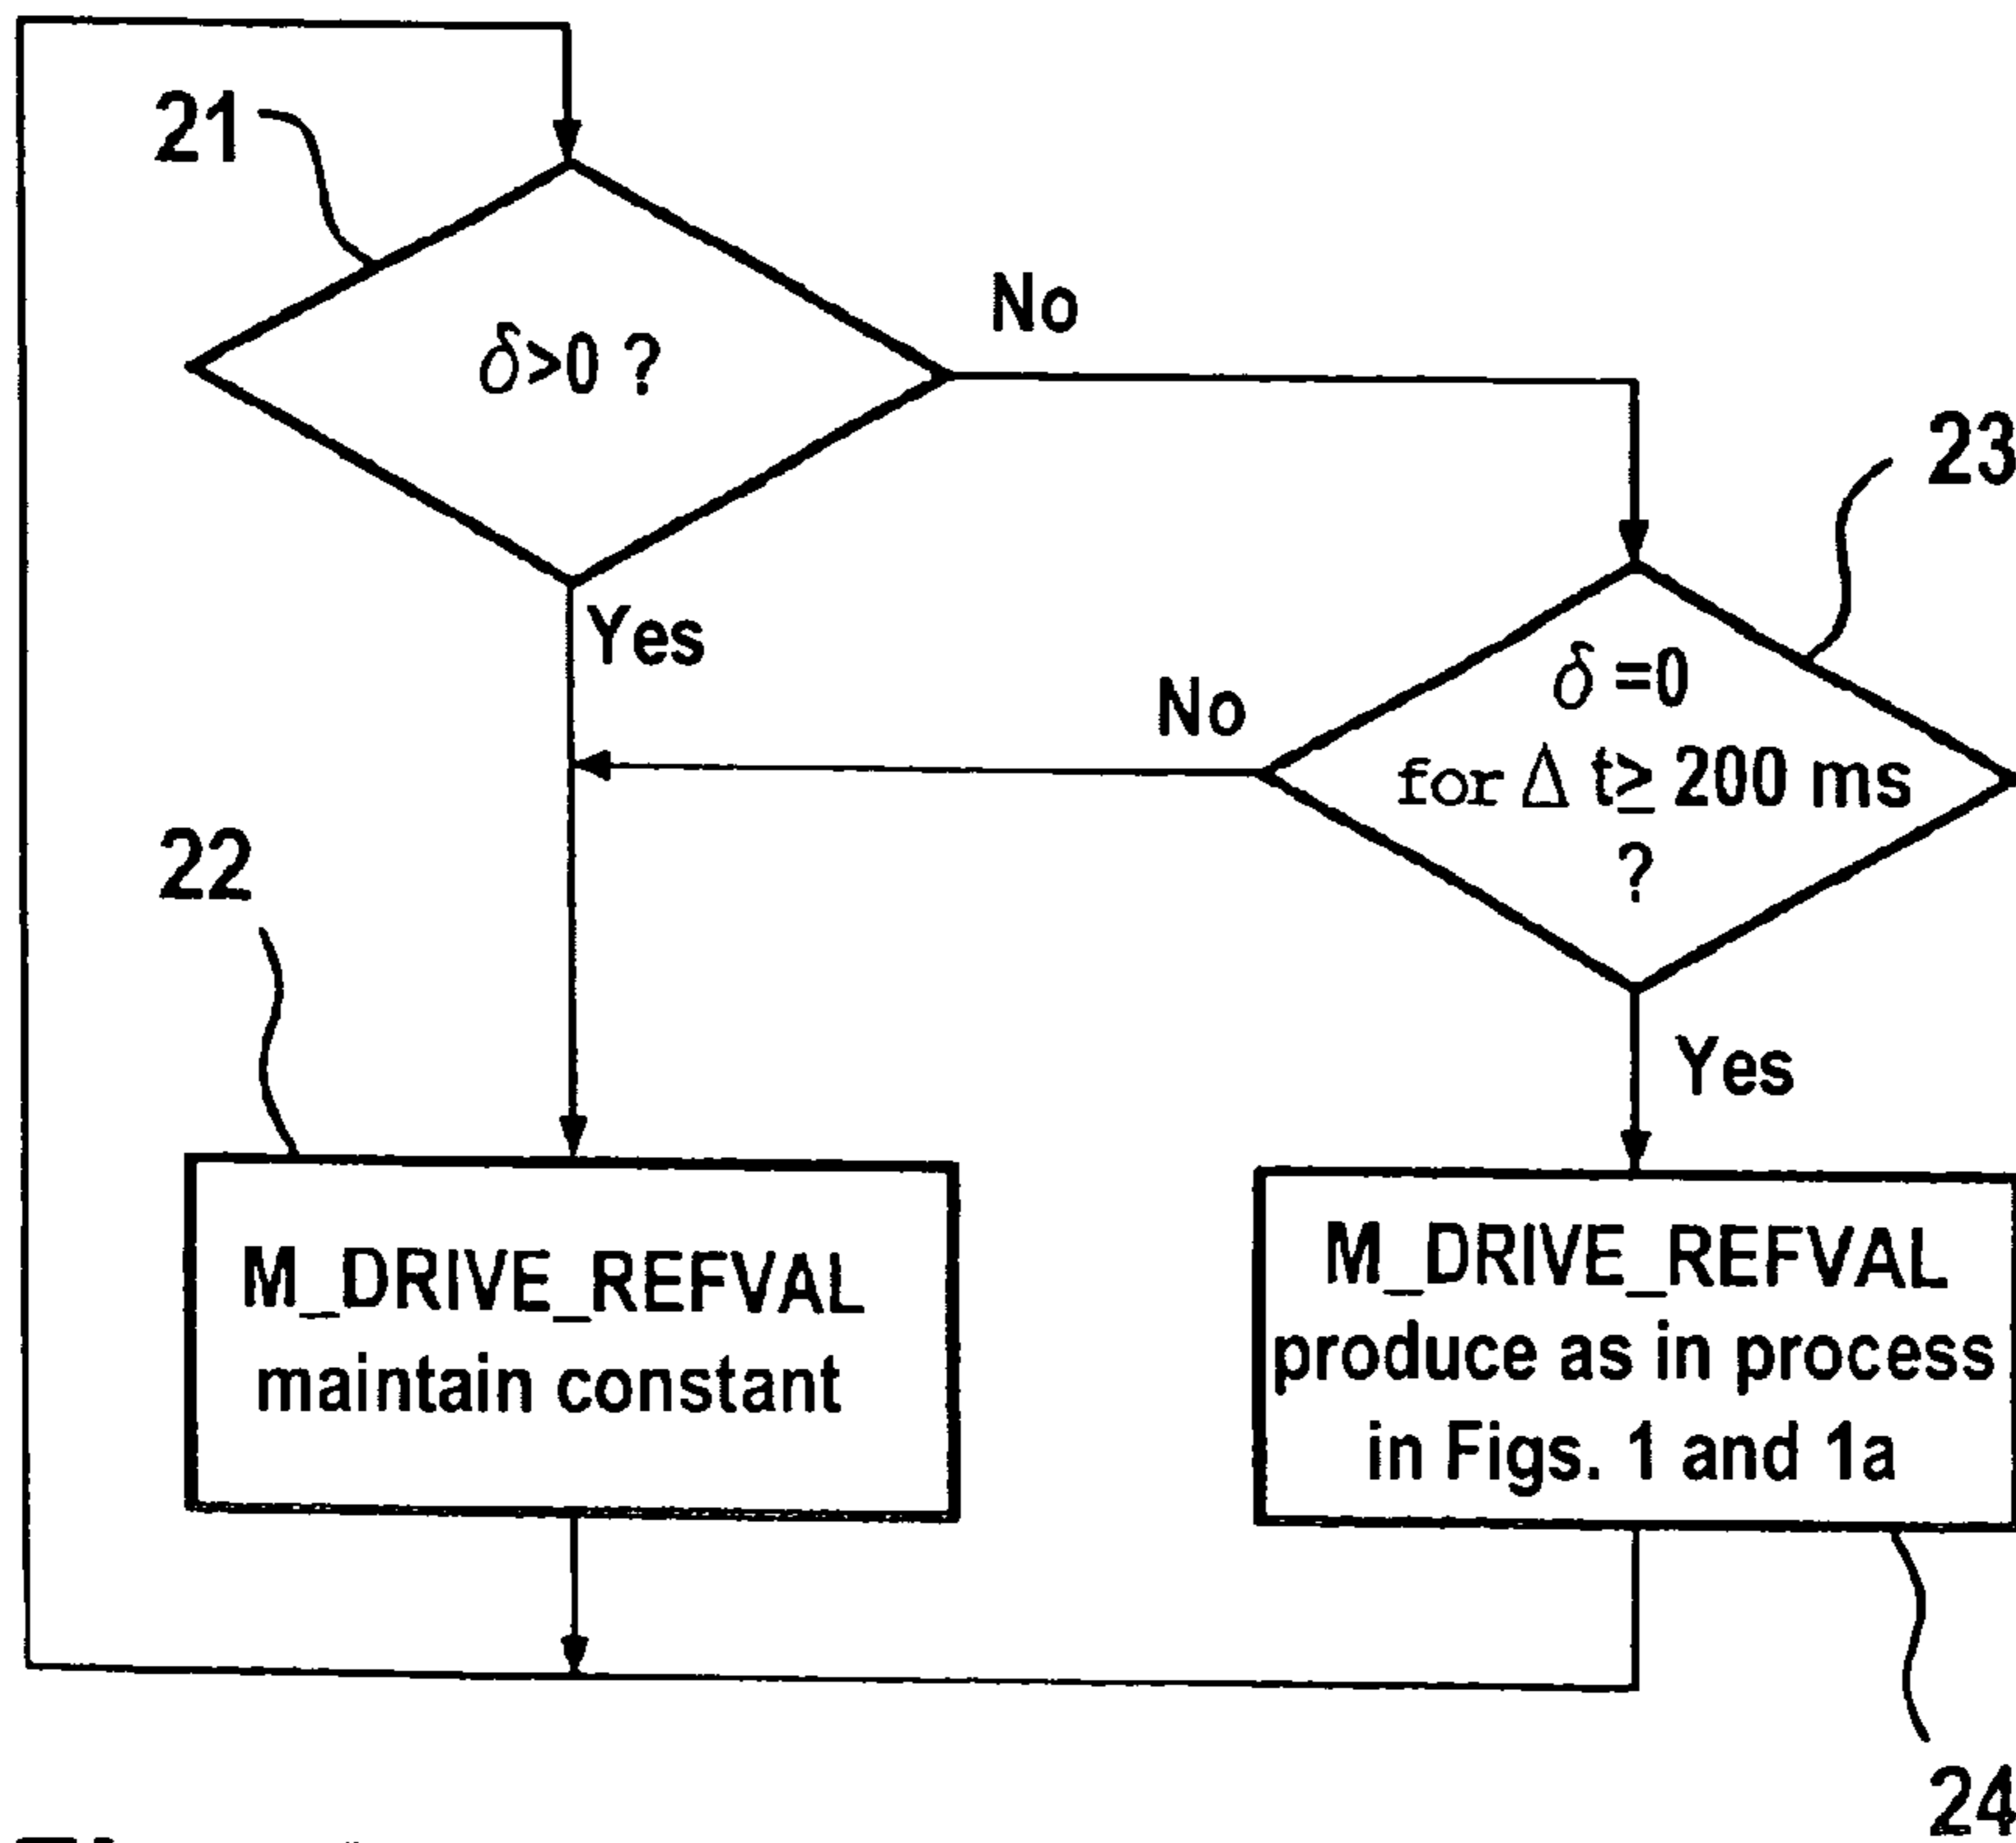 21
δ>0 ?
No
23
Yes
δ =0
for Δ t≥ 200 ms
?
No
22
Yes
M_DRIVE_REFVAL
maintain constant
M_DRIVE_REFVAL
produce as in process
in Figs. 1 and 1a
24